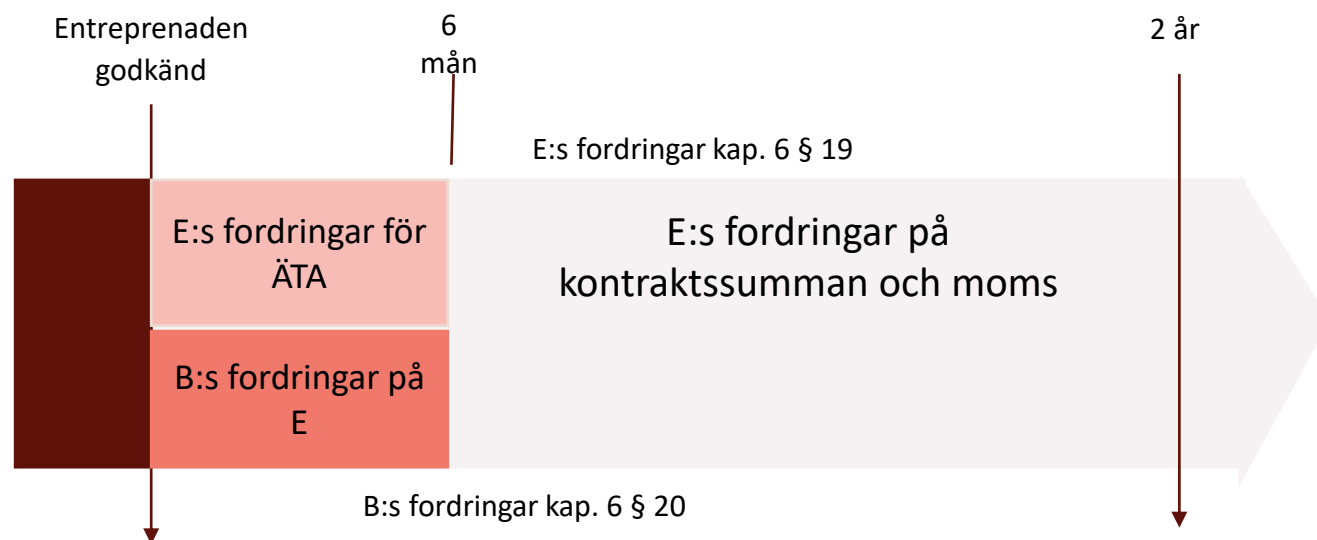 Entreprenaden
godkänd
6
mån
2 år
E:s fordringar kap. 6 § 19
E:s fordringar för
ÄTA
E:s fordringar på
kontraktssumman och moms
B:s fordringar på
E
B:s fordringar kap. 6 § 20